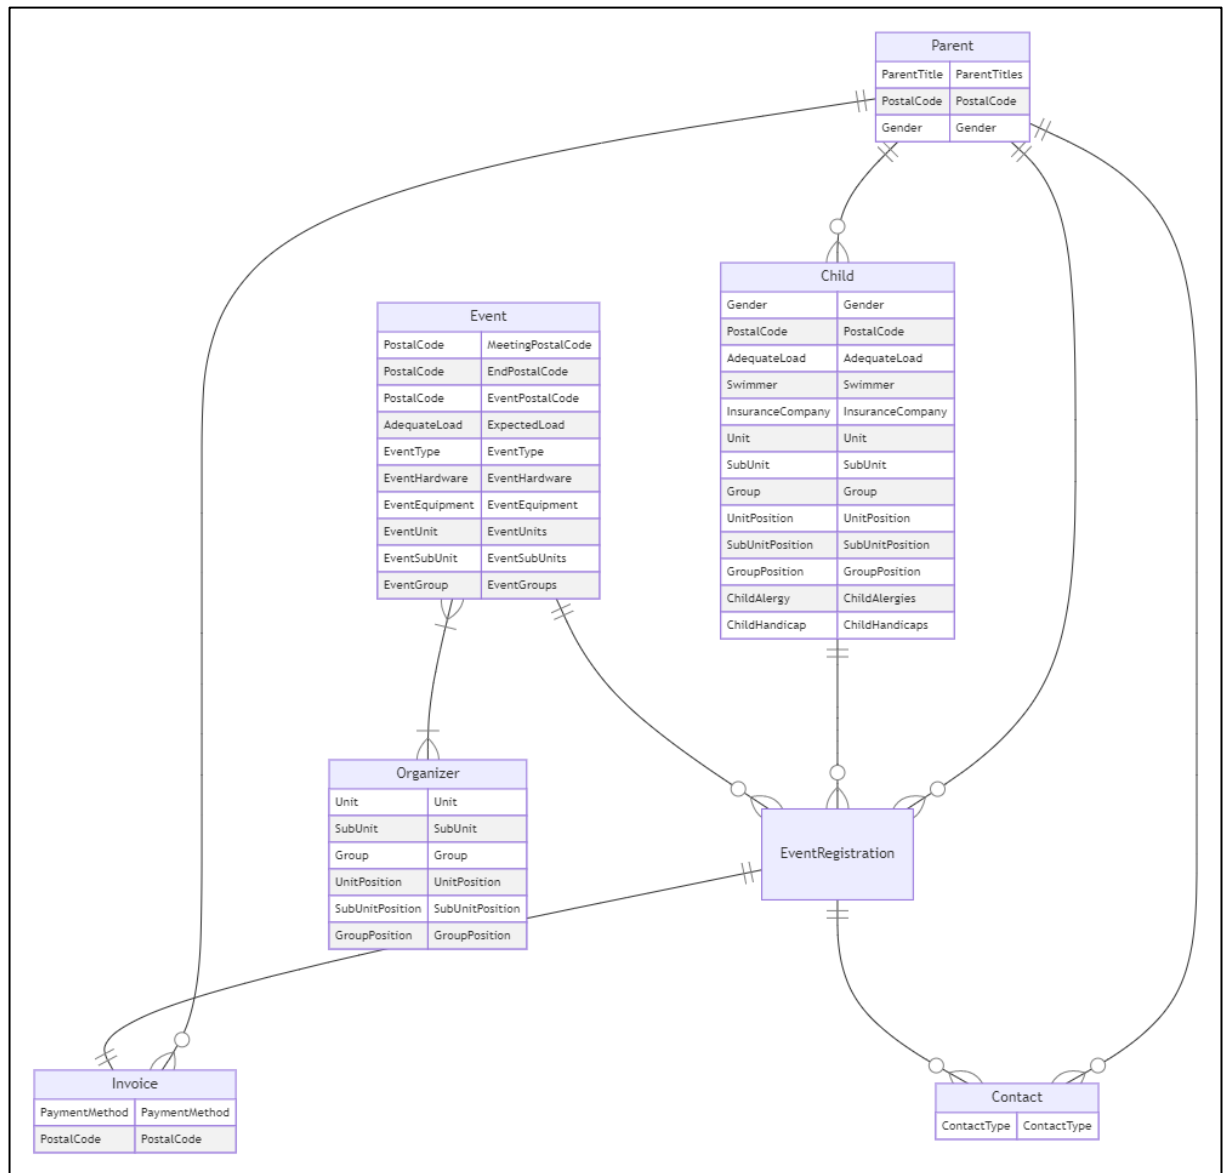 Parent
ParentTitle ParentTitles
PostalCode PostalCode
Gender Gender
Child
Gender Gender
PostalCode PostalCode
AdequateLoad AdequateLoad
Swimmer Swimmer
InsuranceCompany InsuranceCompany
Unit Unit
SubUnit SubUnit
Group Group
UnitPosition UnitPosition
SubUnitPosition SubUnitPosition
GroupPosition GroupPosition
ChildAlergy ChildAlergies
ChildHandicap ChildHandicaps
Event
PostalCode MeetingPostalCode
PostalCode EndPostalCode
PostalCode EventPostalCode
AdequateLoad ExpectedLoad
EventType EventType
EventHardware EventHardware
EventEquipment EventEquipment
EventUnit EventUnits
EventSubUnit EventSubUnits
EventGroup EventGroups
Organizer
Unit Unit
SubUnit SubUnit
Group Group
UnitPosition UnitPosition
SubUnitPosition SubUnitPosition
GroupPosition GroupPosition
EventRegistration
Invoice
PaymentMethod PaymentMethod
PostalCode PostalCode
Contact
ContactType ContactType